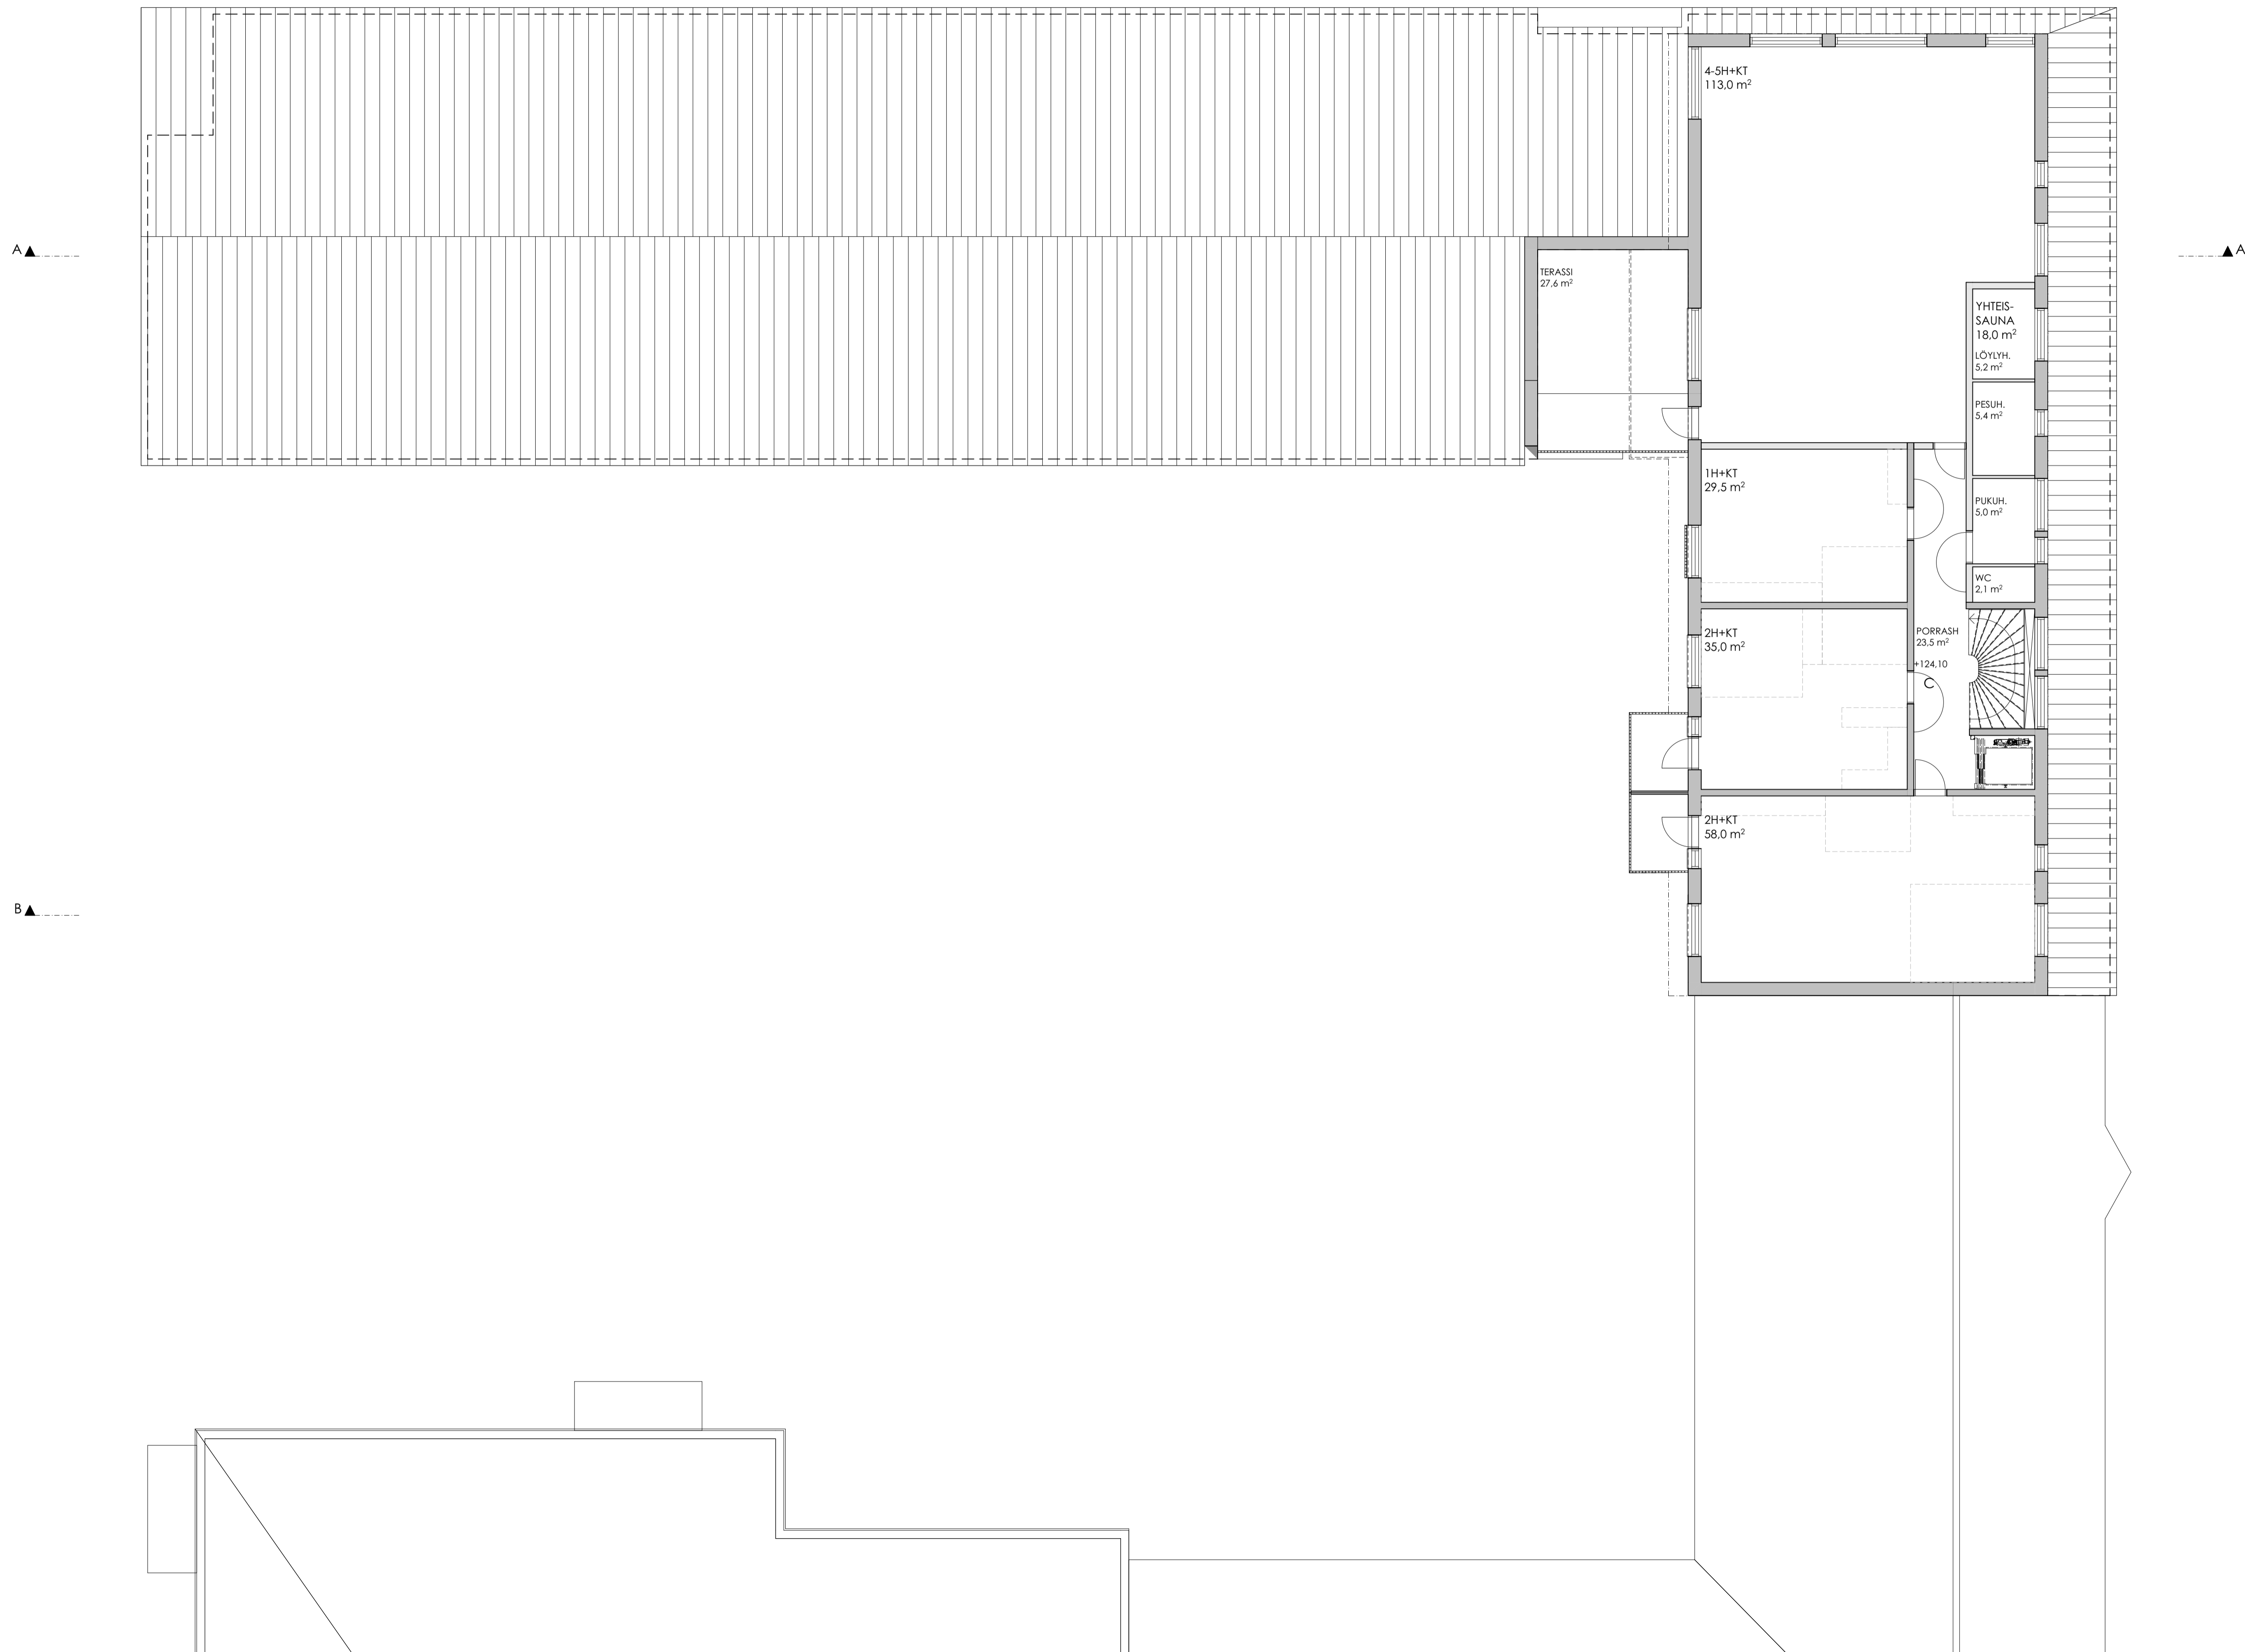 4-5H+KT
113,0 m²
A
A
TERASSI
27,6 m²
YHTEIS-
SAUNA
18,0 m²
LÖYLYH.
5,2 m²
PESUH.
5,4 m²
1H+KT
29,5 m²
PUKUH.
5,0 m²
WC
2,1 m²
2H+KT
35,0 m²
PORRASH
23,5 m²
+124,10
C
2H+KT
58,0 m²
B